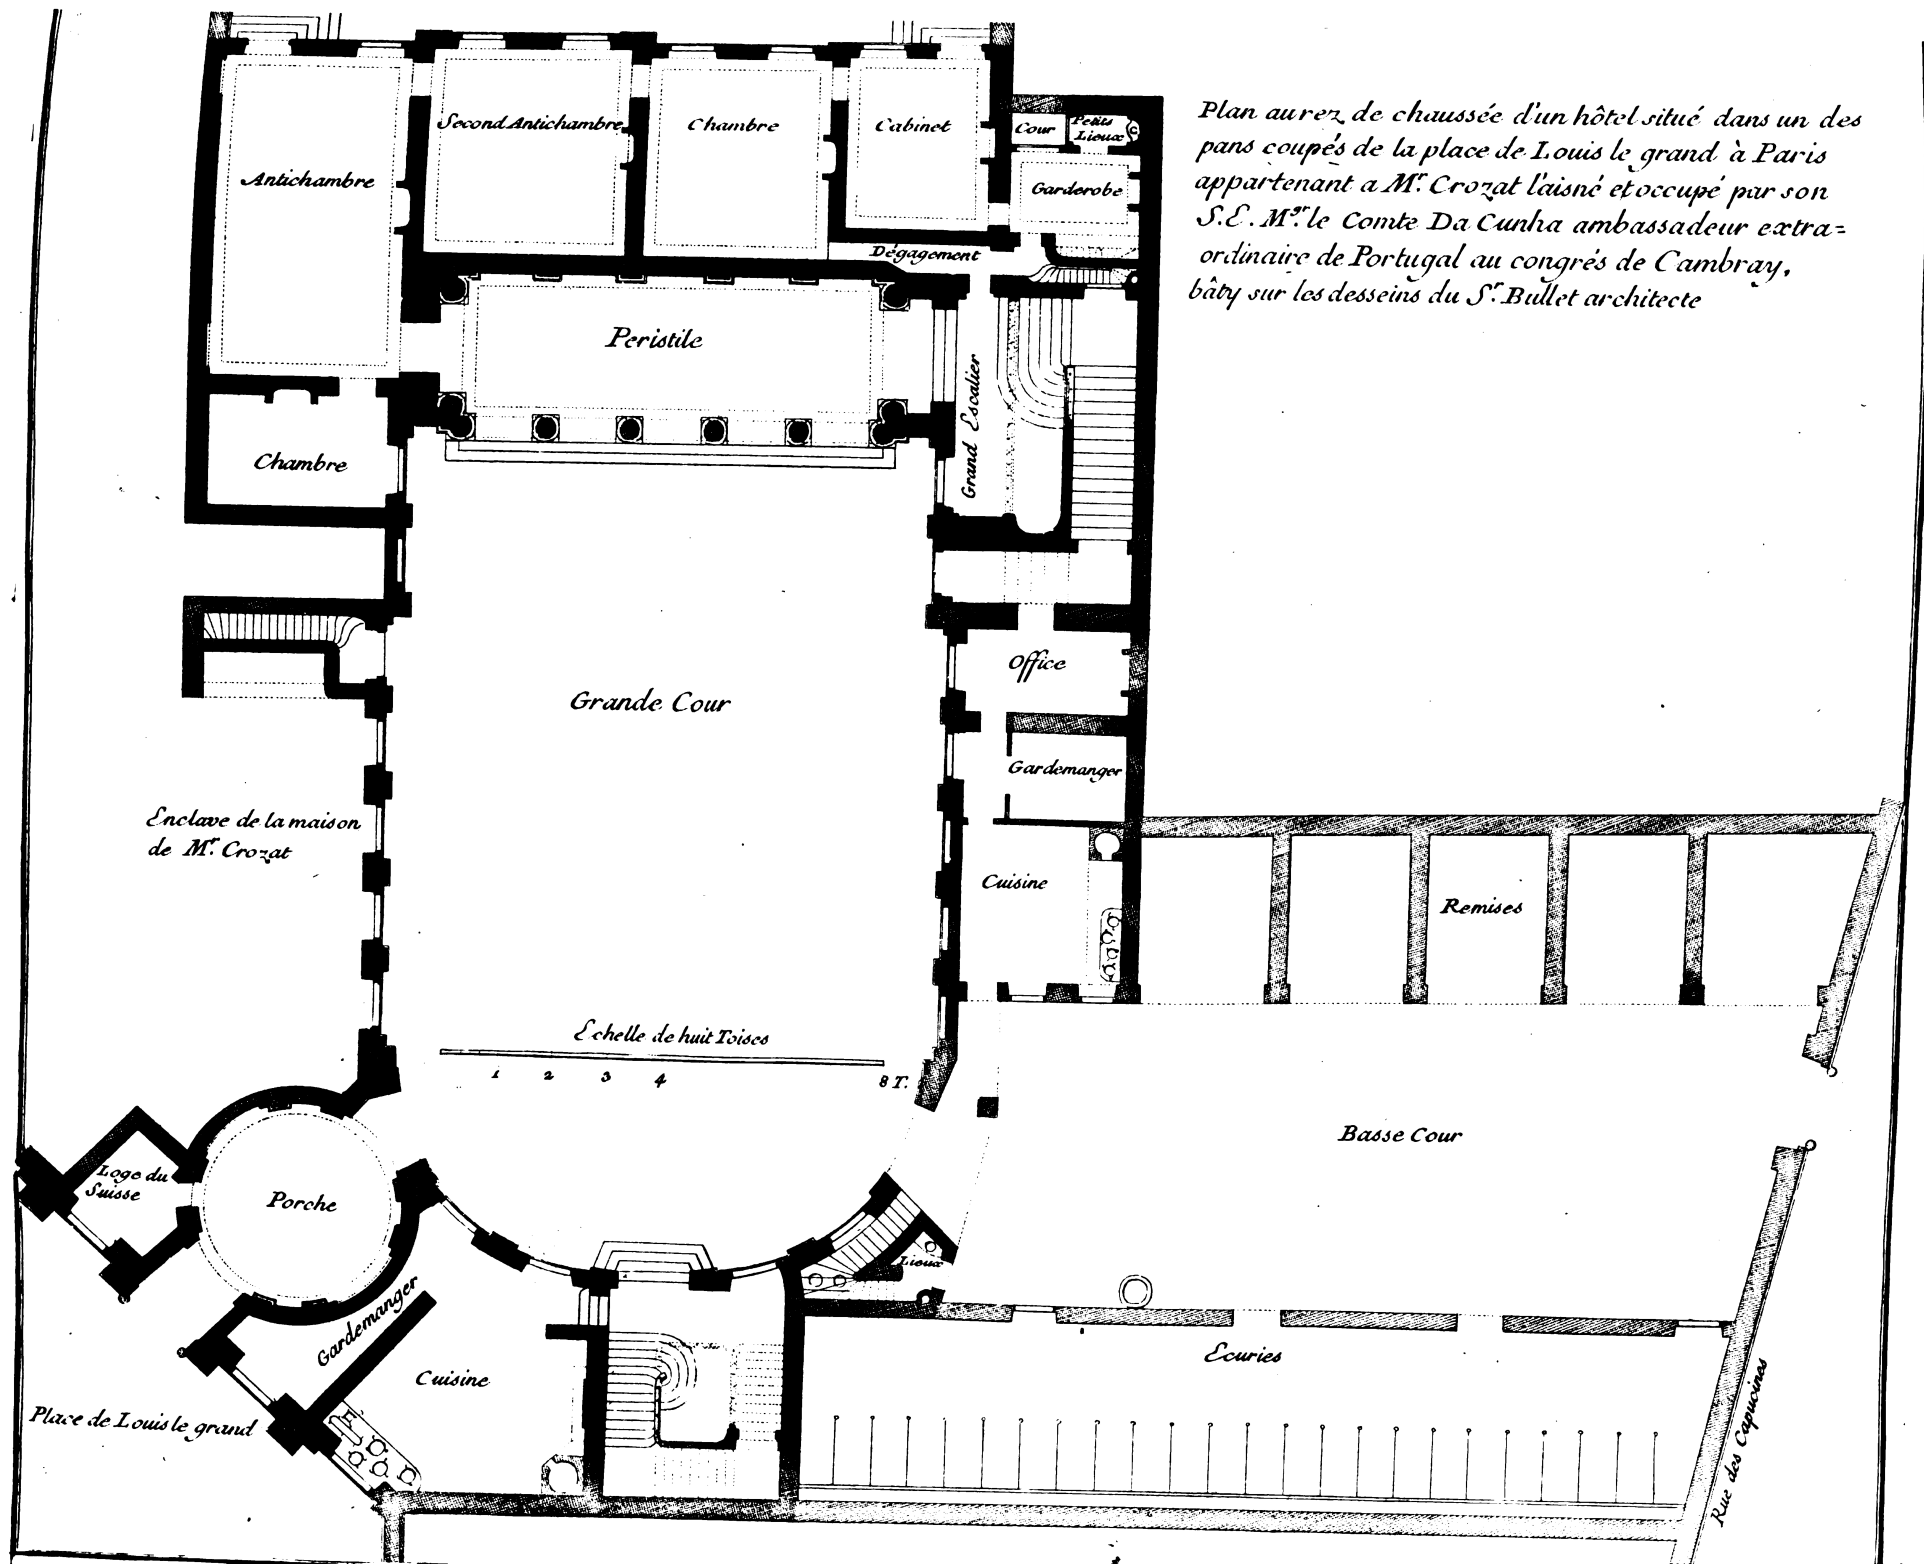 Plan au rez de chaussée d'un hôtel situé dans un des
pans coupés de la place de Louis le grand à Paris
appartenant a Mr. Crozat l'aisné et occupé par son
S.E. Mgr. le Comte Da Cunha ambassadeur extra=
ordinaire de Portugal au congrés de Cambray,
bâty sur les desseins du Sr. Bullet architecte
Antichambre
Second Antichambre
Chambre
Cabinet
Cour
Petits
Lieux
Garderobe
Dégagement
Peristile
Grand Escalier
Chambre
Office
Grande Cour
Gardemanger
Enclave de la maison
de Mr. Crozat
Cuisine
Remises
Echelle de huit Toises
1 2 3 4 8 T.
Basse Cour
Loge du
Suisse
Porche
Lieux
Gardemanger
Cuisine
Ecuries
Place de Louis le grand
Rue des Capucines